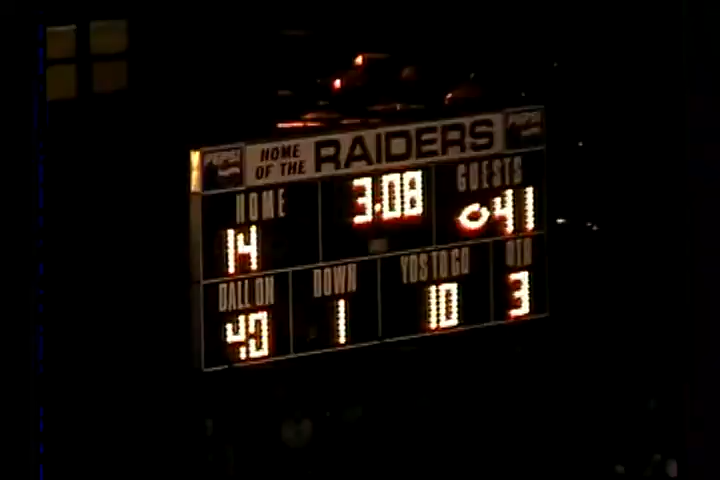 PEPSI HOME OF THE RAIDERS PEPSI
HOME 3:08 GUESTS
14 41
BALL ON DOWN YDS TO GO QTR
40 1 10 3